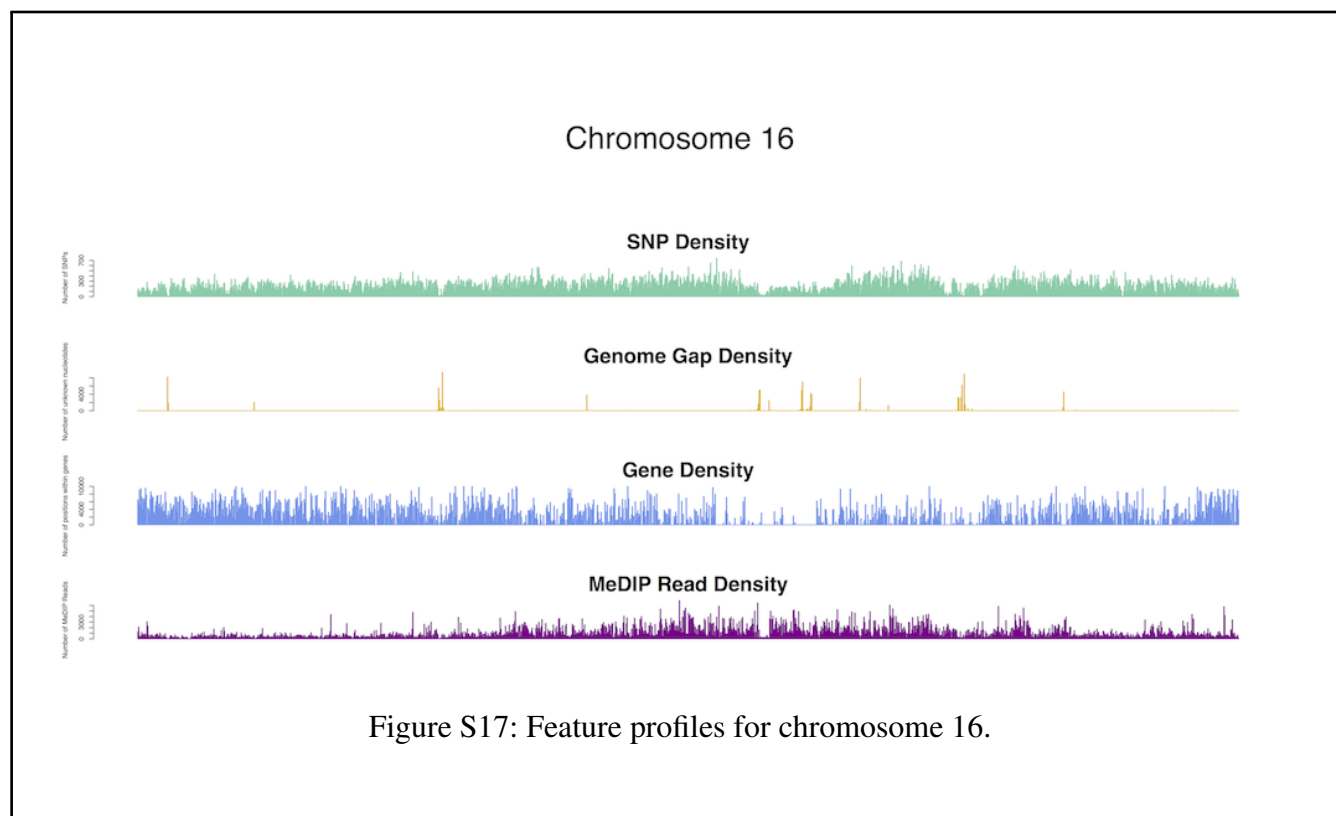 Chromosome 16
SNP Density
Number of SNPs
0 300 700
Genome Gap Density
Number of unknown nucleotides
0 4000
Gene Density
Number of positions within genes
0 4000 10000
MeDIP Read Density
Number of MeDIP Reads
0 2000
Figure S17: Feature profiles for chromosome 16.